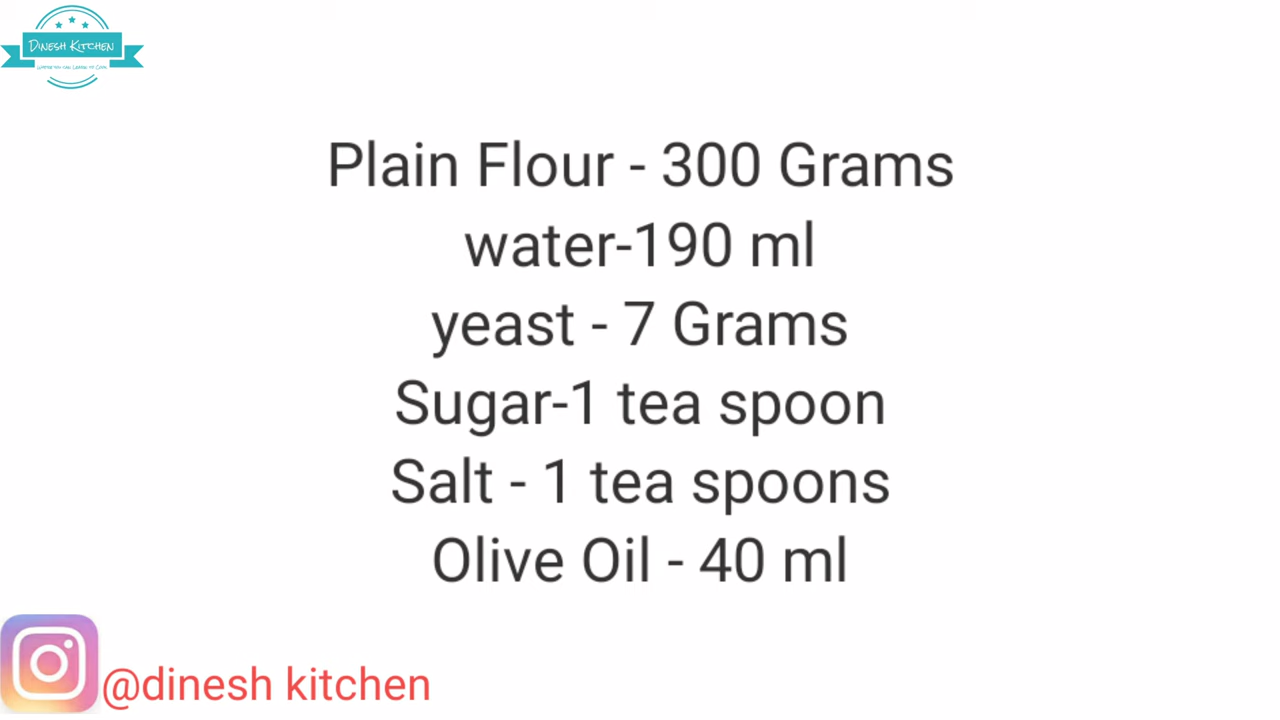 DINESH KITCHEN
Plain Flour - 300 Grams
water-190 ml
yeast - 7 Grams
Sugar-1 tea spoon
Salt - 1 tea spoons
Olive Oil - 40 ml
@dinesh kitchen